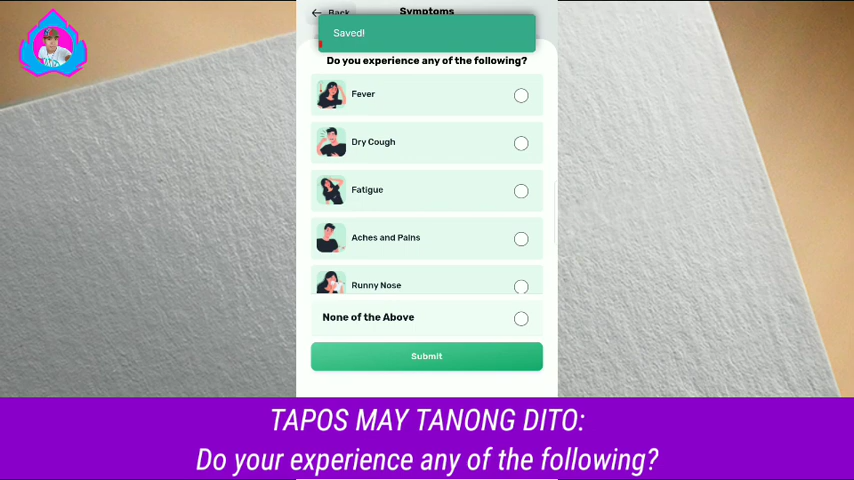 Back
Symptoms
Saved!
Do you experience any of the following?
Fever
Dry Cough
Fatigue
Aches and Pains
Runny Nose
None of the Above
Submit
TAPOS MAY TANONG DITO:
Do your experience any of the following?